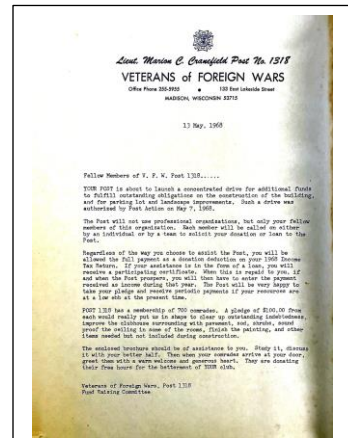 Lieut. Marion C. Cranefield Post No. 1318
VETERANS of FOREIGN WARS
Office Phone 255-5955 • 133 East Lakeside Street
MADISON, WISCONSIN 53715
13 May, 1968
Fellow Members of V. F. W. Post 1318......
YOUR POST is about to launch a concentrated drive for additional funds
to fulfill outstanding obligations on the construction of the building,
and for parking lot and landscape improvements. Such a drive was
authorized by Post Action on May 7, 1968.
The Post will not use professional organizations, but only your fellow
members of this organization. Each member will be called on either
by an individual or by a team to solicit your donation or loan to the
Post.
Regardless of the way you choose to assist the Post, you will be
allowed the full payment as a donation deduction on your 1968 Income
Tax Return. If your assistance is in the form of a loan, you will
receive a participating certificate. When this is repaid to you, if
and when the Post prospers, you will then have to enter the payment
received as income during that year. The Post will be very happy to
take your pledge and receive periodic payments if your resources are
at a low ebb at the present time.
POST 1318 has a membership of 700 comrades. A pledge of $100.00 from
each would really put us in shape to clear up outstanding indebtedness,
improve the clubhouse surrounding with pavement, sod, shrubs, sound
proof the ceiling in some of the rooms, finish the painting, and other
items needed but not included during construction.
The enclosed brochure should be of assistance to you. Study it, discuss
it with your better half. Then when your comrades arrive at your door,
greet them with a warm welcome and generous heart. They are donating
their free hours for the betterment of YOUR club.
Veterans of Foreign Wars, Post 1318
Fund Raising Committee